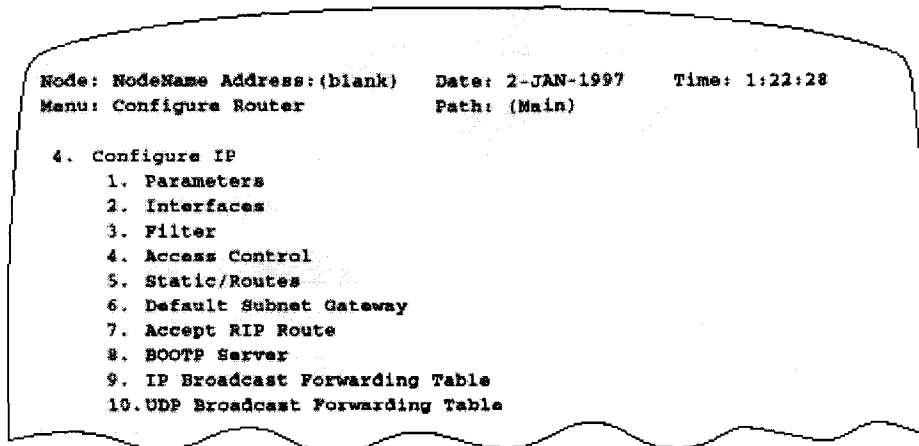 Node: NodeName Address:(blank) Date: 2-JAN-1997 Time: 1:22:28
Menu: Configure Router Path: (Main)
4. Configure IP
1. Parameters
2. Interfaces
3. Filter
4. Access Control
5. Static/Routes
6. Default Subnet Gateway
7. Accept RIP Route
8. BOOTP Server
9. IP Broadcast Forwarding Table
10.UDP Broadcast Forwarding Table